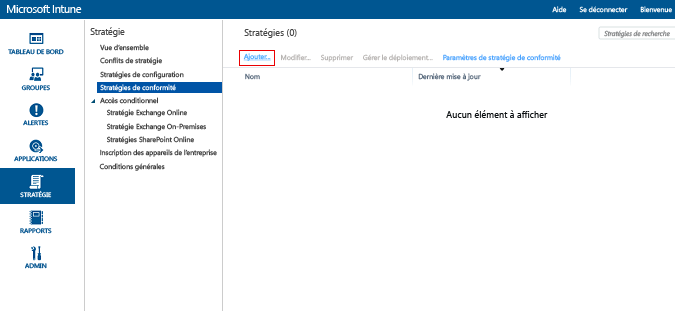 Microsoft Intune
Aide Se déconnecter Bienvenue
TABLEAU DE BORD
GROUPES
ALERTES
APPLICATIONS
STRATÉGIE
RAPPORTS
ADMIN
Stratégie
Vue d'ensemble
Conflits de stratégie
Stratégies de configuration
Stratégies de conformité
Accès conditionnel
Stratégie Exchange Online
Stratégie Exchange On-Premises
Stratégies SharePoint Online
Inscription des appareils de l'entreprise
Conditions générales
Stratégies (0)
Stratégies de recherche
Ajouter... Modifier... Supprimer Gérer le déploiement... Paramètres de stratégie de conformité
Nom Dernière mise à jour
Aucun élément à afficher